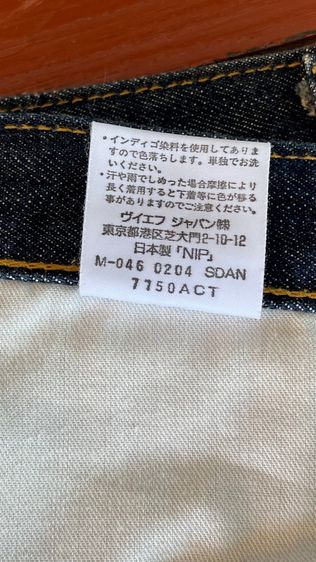 ・インディゴ染料を使用してありま
すので色落ちします。単独でお洗
いください。
・汗や雨でしめった場合摩擦により
長く着用すると下着等に色が移る
事がありますのでご注意ください。
ヴイエフ ジャパン㈱
東京都港区芝大門2-10-12
日本製「NIP」
M-046 0204 SDAN
7750ACT